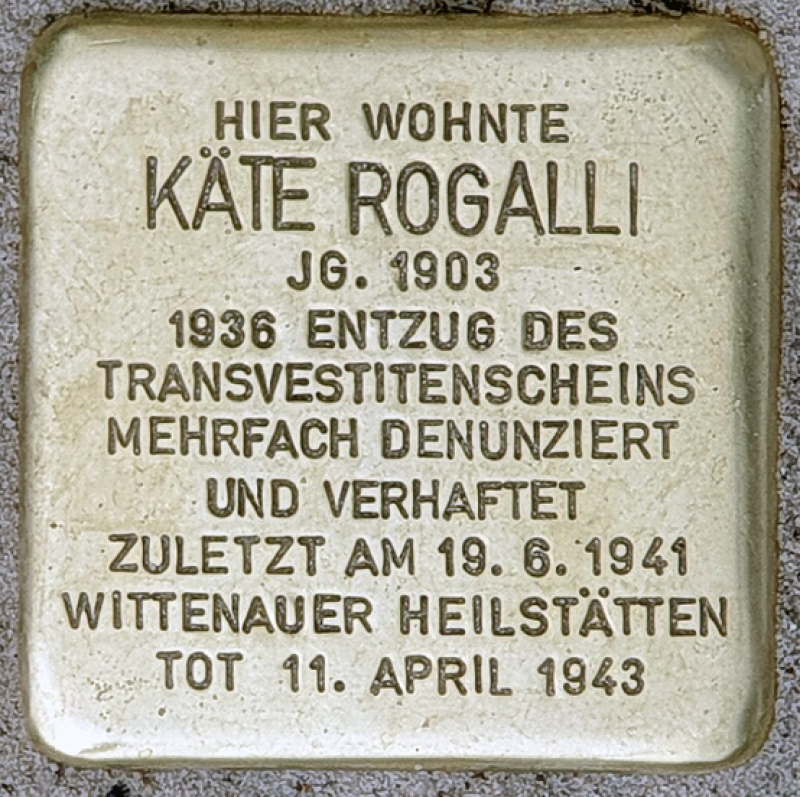 HIER WOHNTE
KÄTE ROGALLI
JG. 1903
1936 ENTZUG DES
TRANSVESTITENSCHEINS
MEHRFACH DENUNZIERT
UND VERHAFTET
ZULETZT AM 19. 6. 1941
WITTENAUER HEILSTÄTTEN
TOT 11. APRIL 1943